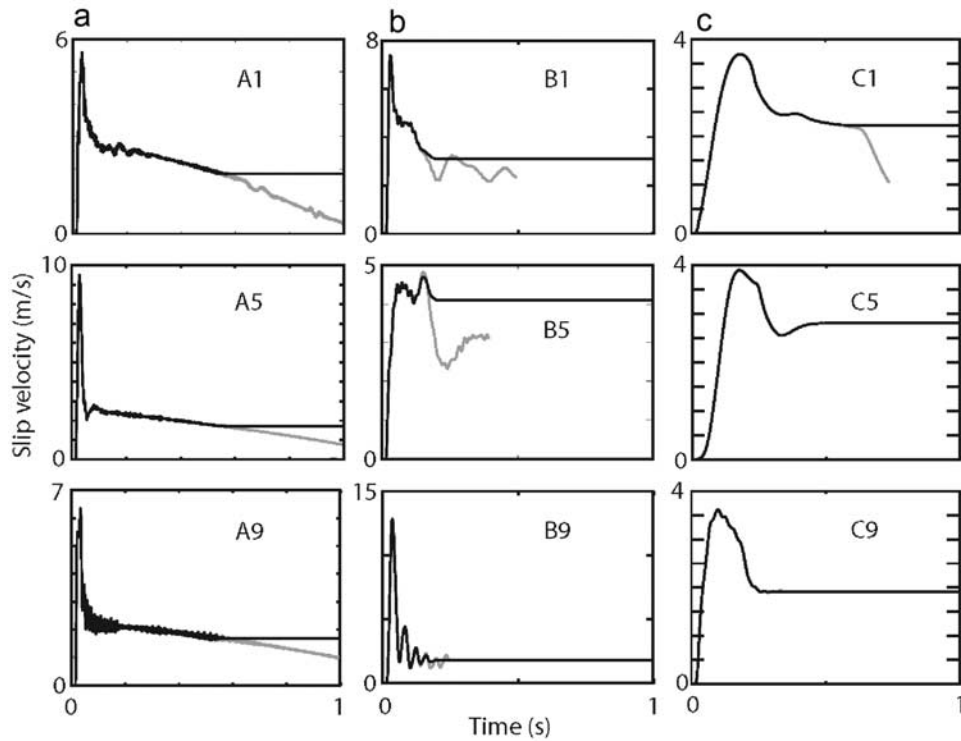 a b c
6 A1 0
8 B1 0
4 C1 0
Slip velocity (m/s)
10 A5 0
5 B5 0
4 C5 0
7 A9 0
15 B9 0
4 C9 0
0 1 0 1 0 1
Time (s)